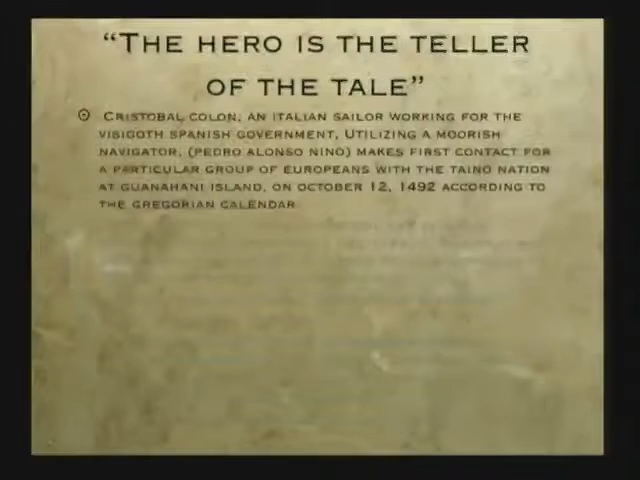 “THE HERO IS THE TELLER
OF THE TALE”
CRISTOBAL COLON, AN ITALIAN SAILOR WORKING FOR THE
VISIGOTH SPANISH GOVERNMENT, UTILIZING A MOORISH
NAVIGATOR, (PEDRO ALONSO NINO) MAKES FIRST CONTACT FOR
A PARTICULAR GROUP OF EUROPEANS WITH THE TAINO NATION
AT GUANAHANI ISLAND, ON OCTOBER 12, 1492 ACCORDING TO
THE GREGORIAN CALENDAR